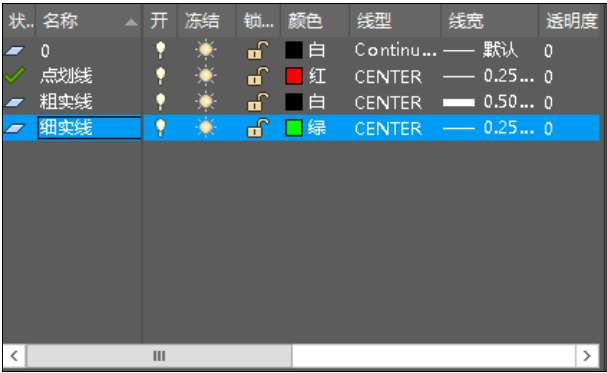 状.. 名称 开 冻结 锁... 颜色 线型 线宽 透明度
0 白 Continu... 默认 0
点划线 红 CENTER 0.25... 0
粗实线 白 CENTER 0.50... 0
细实线 绿 CENTER 0.25... 0